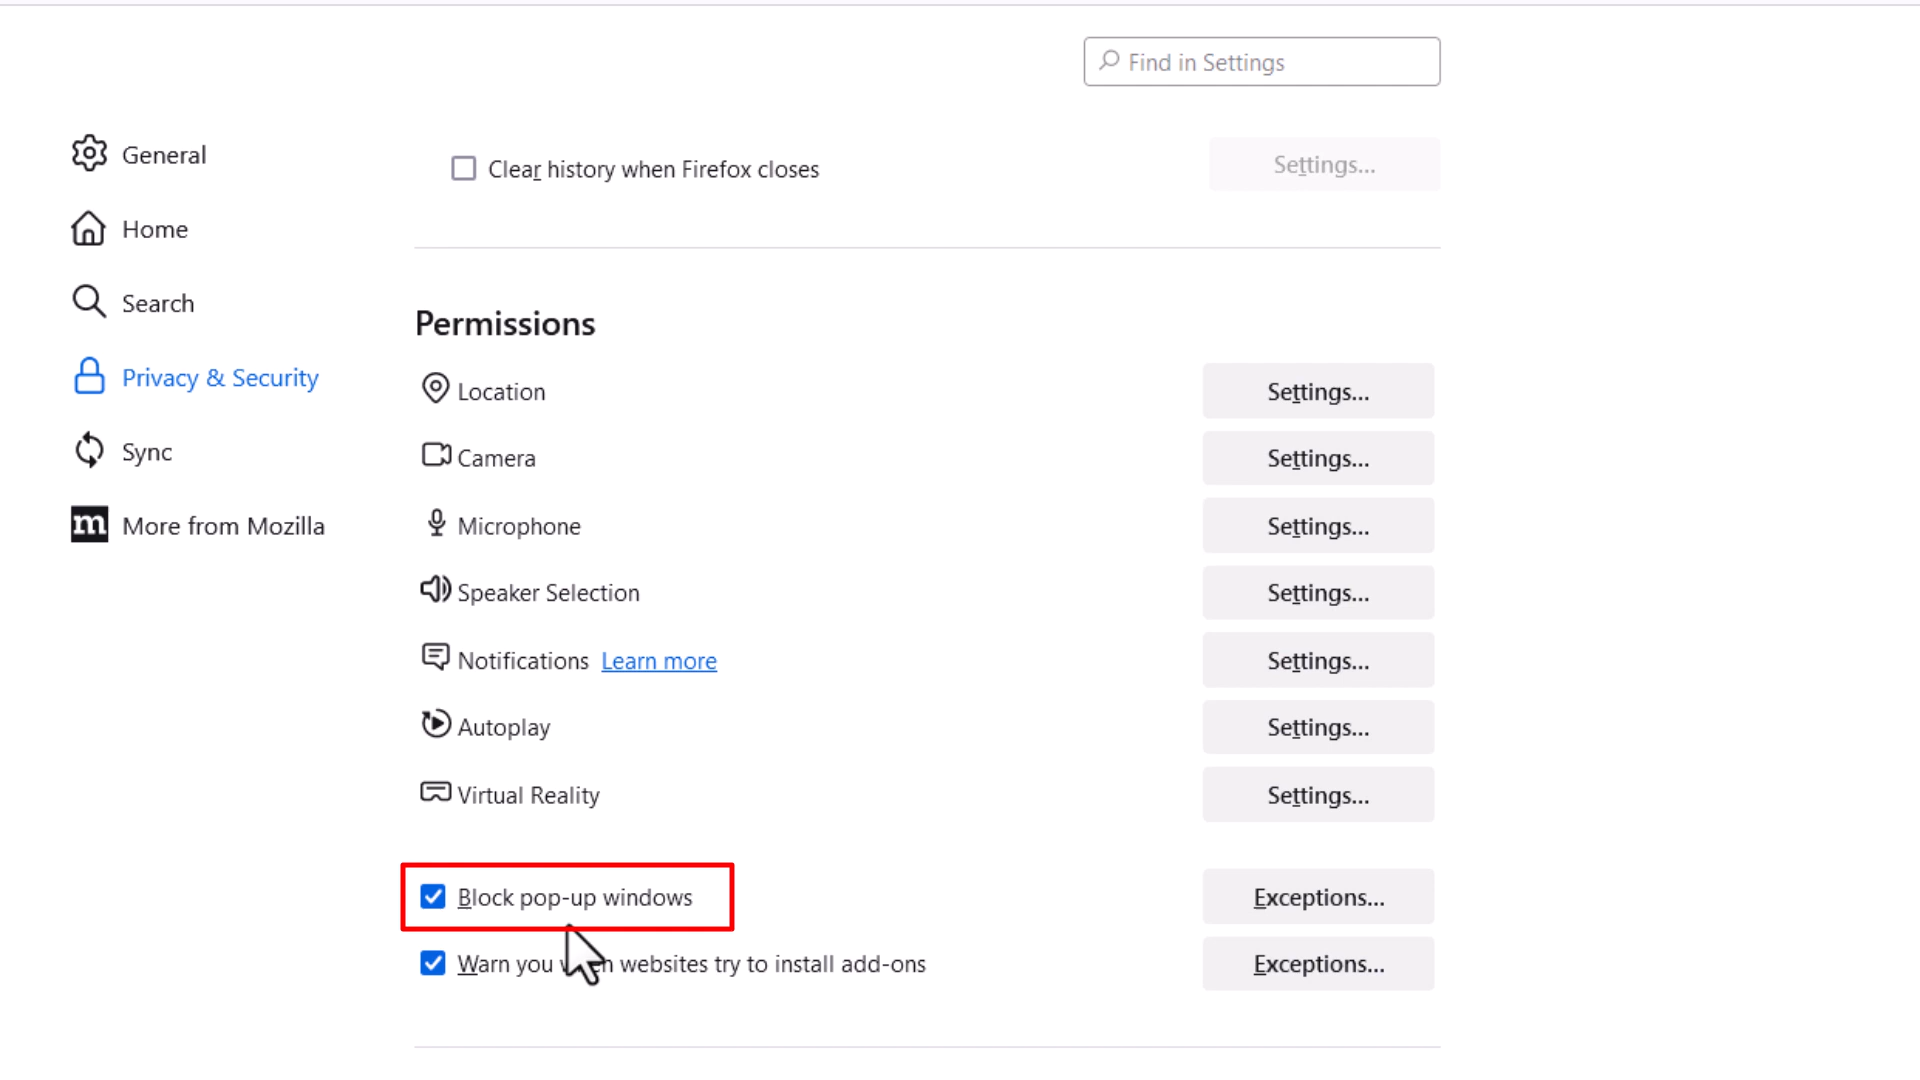 Find in Settings
General
Home
Search
Privacy & Security
Sync
m More from Mozilla
Clear history when Firefox closes Settings...
Permissions
Location Settings...
Camera Settings...
Microphone Settings...
Speaker Selection Settings...
Notifications Learn more Settings...
Autoplay Settings...
Virtual Reality Settings...
Block pop-up windows Exceptions...
Warn you when websites try to install add-ons Exceptions...